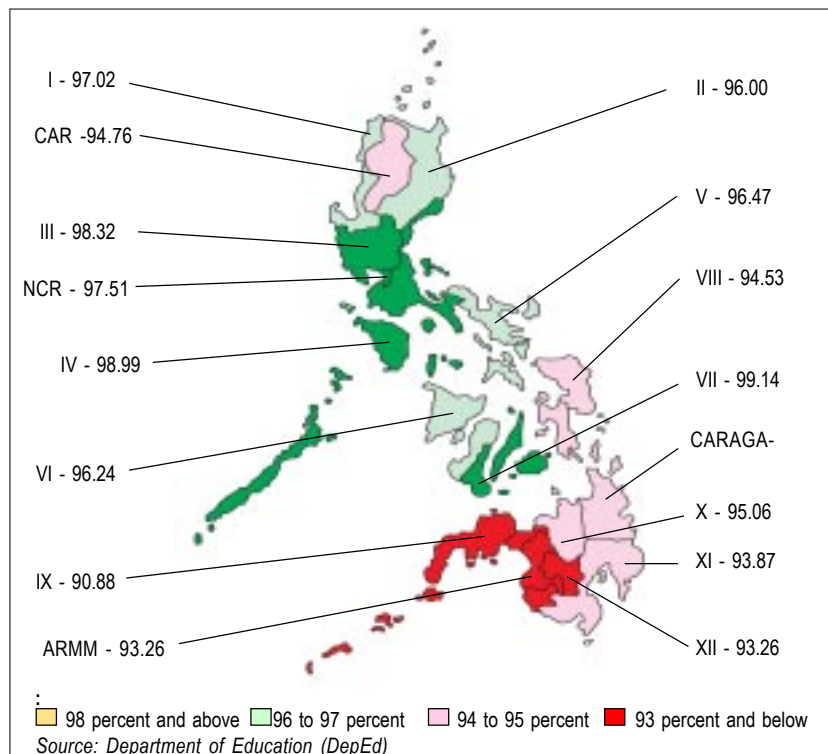 I - 97.02
II - 96.00
CAR -94.76
V - 96.47
III - 98.32
VIII - 94.53
NCR - 97.51
IV - 98.99
VII - 99.14
CARAGA-
VI - 96.24
X - 95.06
XI - 93.87
IX - 90.88
ARMM - 93.26
XII - 93.26
:
98 percent and above 96 to 97 percent 94 to 95 percent 93 percent and below
Source: Department of Education (DepEd)